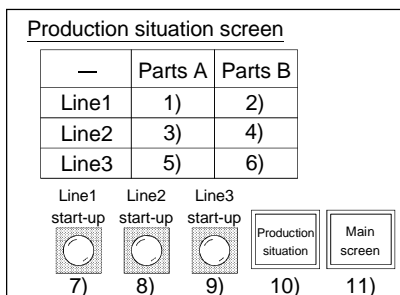 Production situation screen
— Parts A Parts B
Line1 1) 2)
Line2 3) 4)
Line3 5) 6)
Line1 Line2 Line3
start-up start-up start-up
Production Main
situation screen
7) 8) 9) 10) 11)